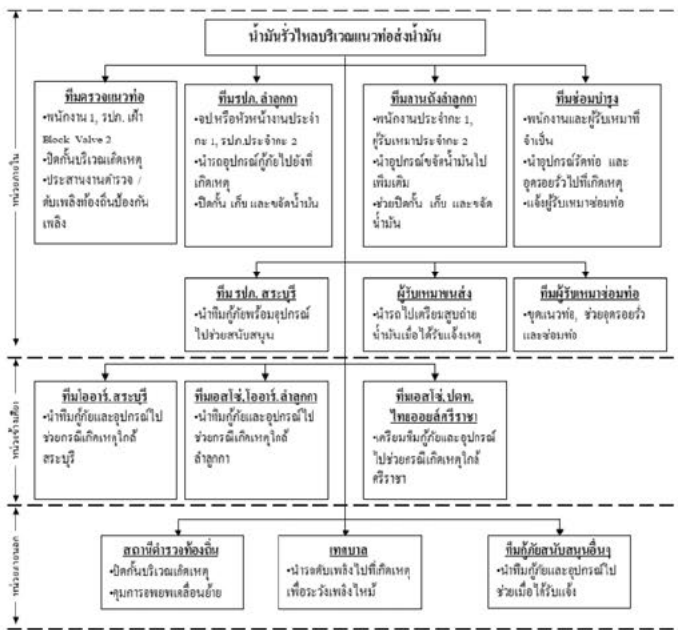 น้ำมันรั่วไหลบริเวณแนวท่อส่งน้ำมัน
หน่วยภายใน
ทีมตรวจแนวท่อ
•พนักงาน 1, รปภ. เฝ้า
Block Valve 2
•ปิดกั้นบริเวณเกิดเหตุ
•ประสานงานตำรวจ /
ดับเพลิงท้องถิ่นป้องกัน
เพลิง
ทีมรปภ. ลำลูกกา
•จป หรือหัวหน้างานประจำ
กะ 1, รปภ.ประจำกะ 2
•นำรถอุปกรณ์กู้ภัยไปยังที่
เกิดเหตุ
•ปิดกั้น เก็บ และขจัดน้ำมัน
ทีมลานถังลำลูกกา
•พนักงานประจำกะ 1,
ผู้รับเหมาประจำกะ 2
•นำอุปกรณ์ขจัดน้ำมันไป
เพิ่มเติม
•ช่วยปิดกั้น เก็บ และขจัด
น้ำมัน
ทีมซ่อมบำรุง
•พนักงานและผู้รับเหมาที่
จำเป็น
•นำอุปกรณ์รัดท่อ และ
อุดรอยรั่วไปที่เกิดเหตุ
•แจ้งผู้รับเหมาซ่อมท่อ
ทีม รปภ. สระบุรี
•นำทีมกู้ภัยพร้อมอุปกรณ์
ไปช่วยสนับสนุน
ผู้รับเหมาขนส่ง
•นำรถไปเตรียมสูบถ่าย
น้ำมันเมื่อได้รับแจ้งเหตุ
ทีมผู้รับเหมาซ่อมท่อ
•ขุดแนวท่อ, ช่วยอุดรอยรั่ว
และซ่อมท่อ
หน่วยข้างเคียง
ทีมโออาร์. สระบุรี
•นำทีมกู้ภัยและอุปกรณ์ไป
ช่วยกรณีเกิดเหตุใกล้
สระบุรี
ทีมเอสโซ่, โออาร์. ลำลูกกา
•นำทีมกู้ภัยและอุปกรณ์ไป
ช่วยกรณีเกิดเหตุใกล้
ลำลูกกา
ทีมเอสโซ่, ปตท.
ไทยออยล์ศรีราชา
•เตรียมทีมกู้ภัยและอุปกรณ์
ไปช่วยกรณีเกิดเหตุใกล้
ศรีราชา
หน่วยภายนอก
สถานีตำรวจท้องถิ่น
•ปิดกั้นบริเวณเกิดเหตุ
•คุมการอพยพเคลื่อนย้าย
เทศบาล
•นำรถดับเพลิงไปที่เกิดเหตุ
เพื่อระวังเพลิงไหม้
ทีมกู้ภัยสนับสนุนอื่นๆ
•นำทีมกู้ภัยและอุปกรณ์ไป
ช่วยเมื่อได้รับแจ้ง